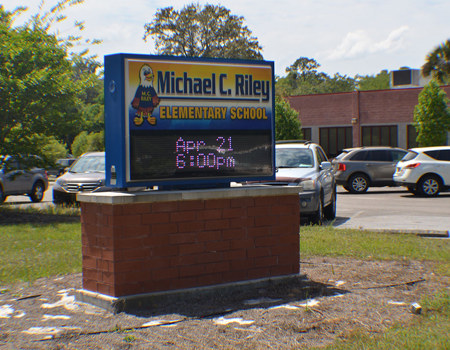 Michael C. Riley
ELEMENTARY SCHOOL
Apr 21
6:00pm